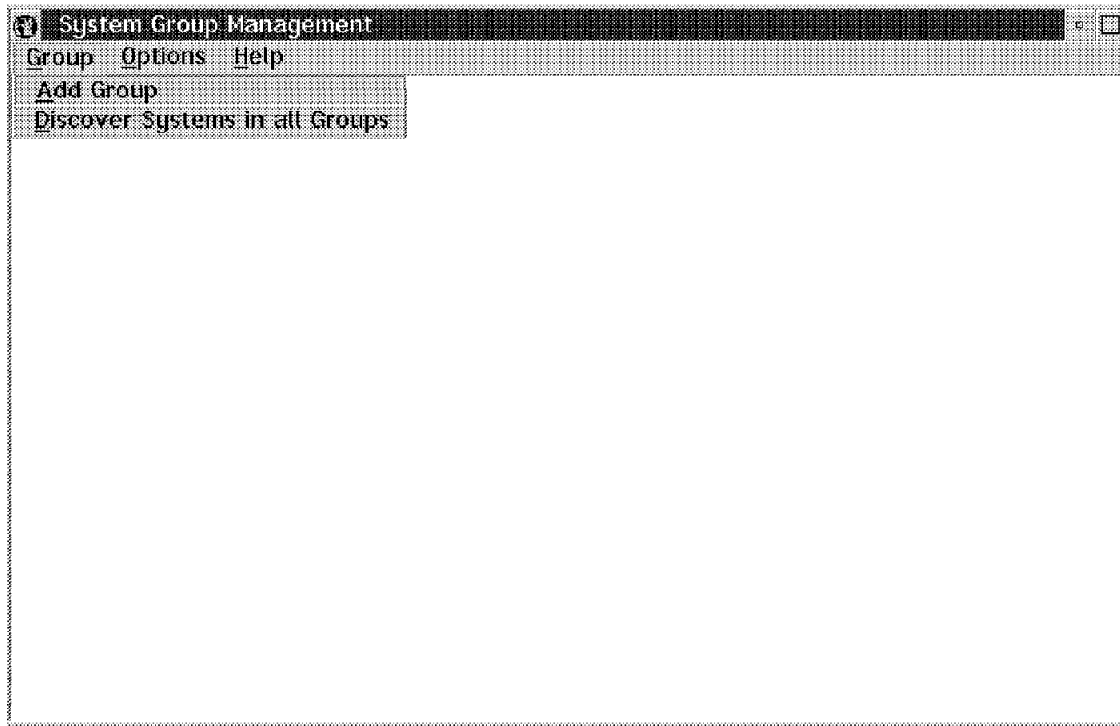 System Group Management
Group Options Help
Add Group
Discover Systems in all Groups